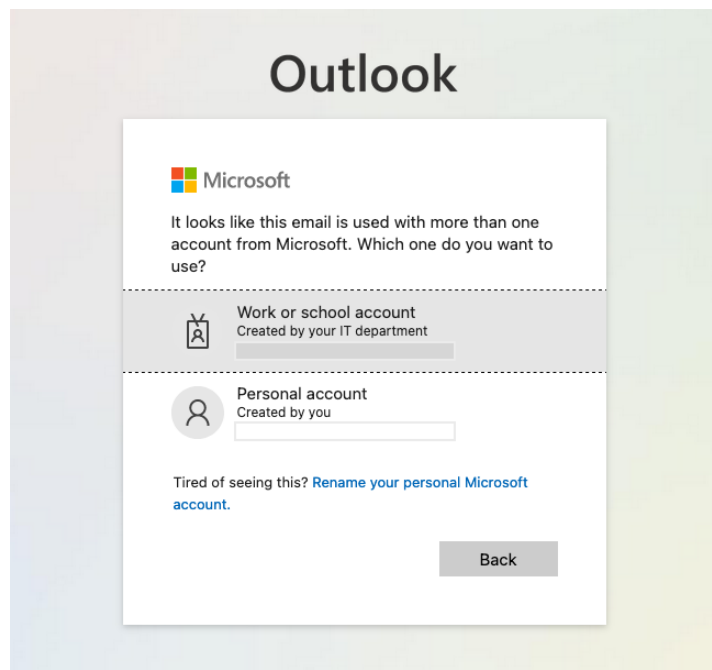 Outlook
Microsoft
It looks like this email is used with more than one
account from Microsoft. Which one do you want to
use?
Work or school account
Created by your IT department
Personal account
Created by you
Tired of seeing this? Rename your personal Microsoft
account.
Back